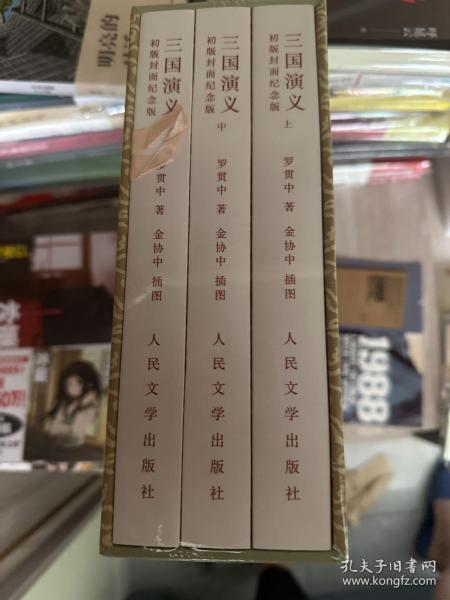 三国演义
初版封面纪念版
上
罗贯中 著
金协中 插图
人民文学出版社
三国演义
初版封面纪念版
中
罗贯中 著
金协中 插图
人民文学出版社
三国演义
初版封面纪念版
贯中 著
金协中 插图
人民文学出版社
1988
孔夫子旧书网
www.kongfz.com